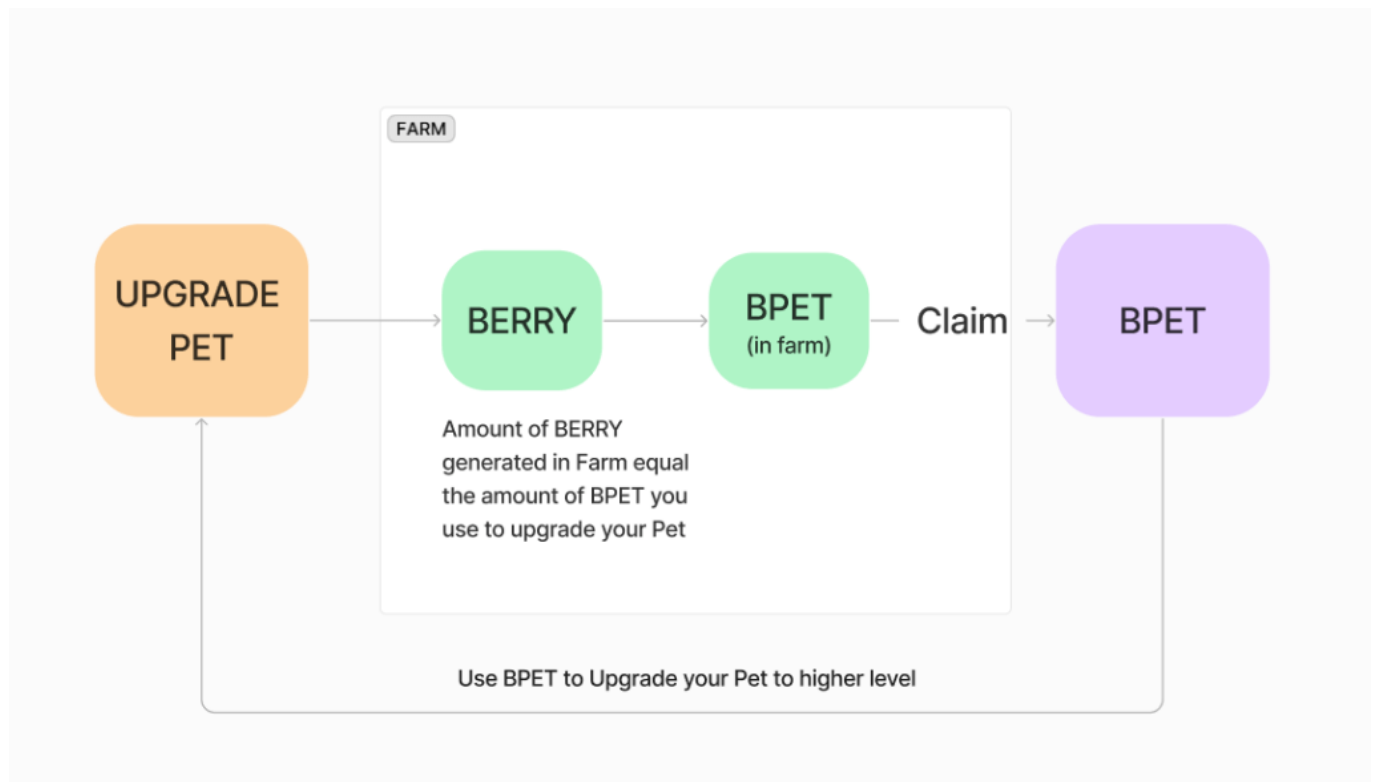 FARM
UPGRADE
PET
BERRY
BPET
(in farm)
Claim
BPET
Amount of BERRY
generated in Farm equal
the amount of BPET you
use to upgrade your Pet
Use BPET to Upgrade your Pet to higher level